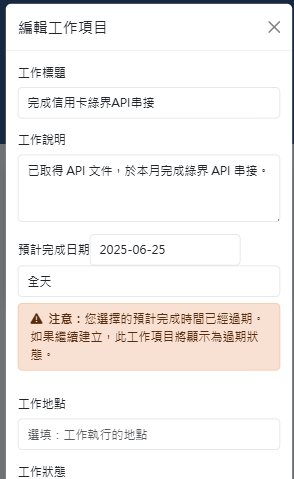 編輯工作項目
工作標題
完成信用卡綠界API串接
工作說明
已取得 API 文件，於本月完成綠界 API 串接。
預計完成日期 2025-06-25
全天
注意：您選擇的預計完成時間已經過期。
如果繼續建立，此工作項目將顯示為過期狀
態。
工作地點
選填：工作執行的地點
工作狀態